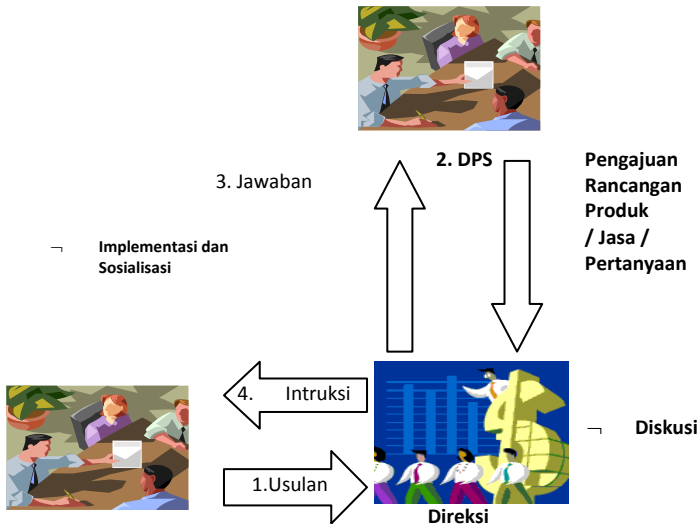 2. DPS
Pengajuan
Rancangan
Produk
/ Jasa /
Pertanyaan
3. Jawaban
¬ Implementasi dan
Sosialisasi
4. Intruksi
¬ Diskusi
1.Usulan
Direksi